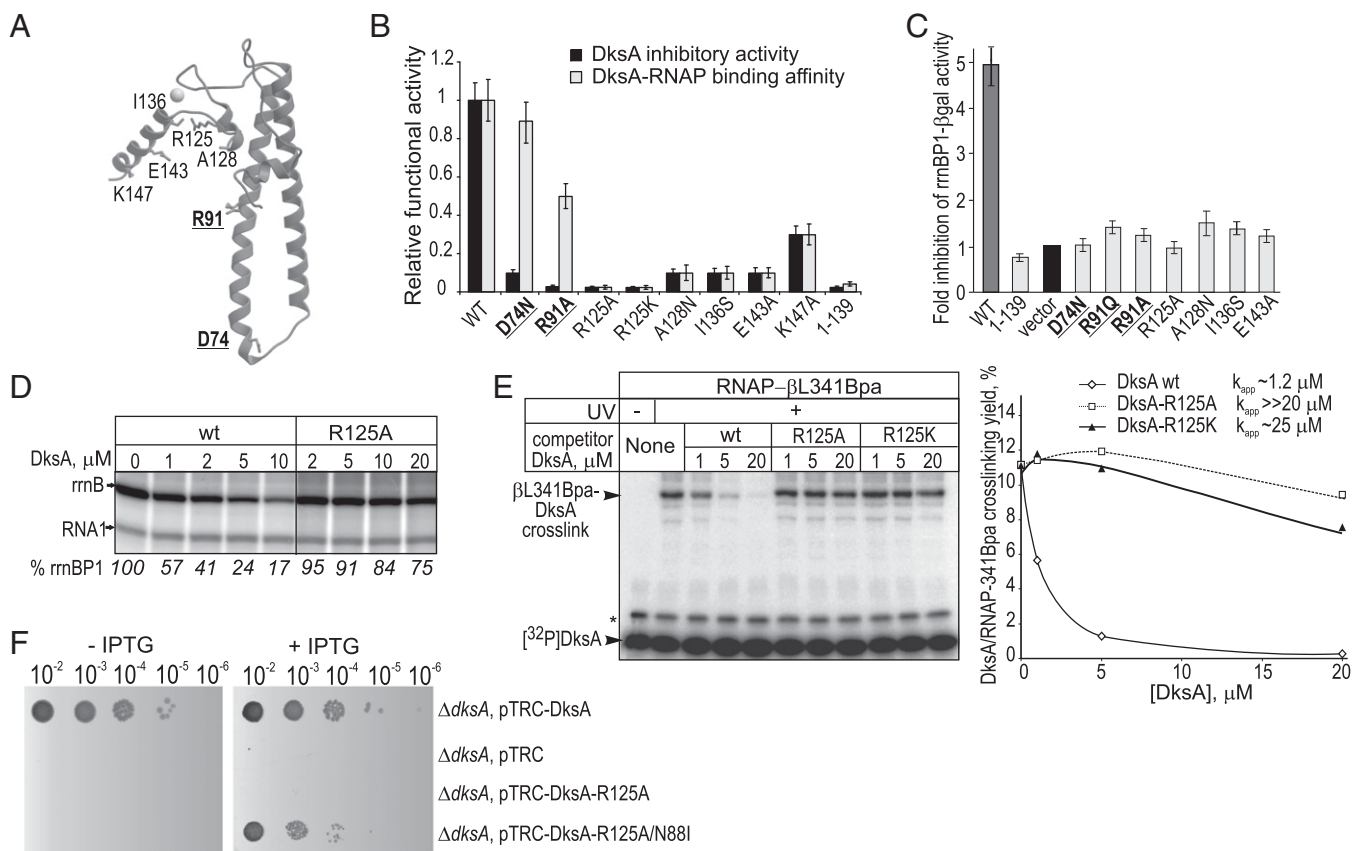 A
I136
R125
A128
E143
K147
R91
D74
B
Relative functional activity
1.2
1
0.8
0.6
0.4
0.2
0
DksA inhibitory activity
DksA-RNAP binding affinity
WT
D74N
R91A
R125A
R125K
A128N
I136S
E143A
K147A
1-139
C
Fold inibition of rrnBP1-βgal activity
5
4
3
2
1
0
WT
1-139
vector
D74N
R91Q
R91A
R125A
A128N
I136S
E143A
D
wt R125A
DksA, μM 0 1 2 5 10 2 5 10 20
rrnB
RNA1
% rrnBP1 100 57 41 24 17 95 91 84 75
E
RNAP–βL341Bpa
UV - +
competitor DksA, μM None wt R125A R125K
1 5 20 1 5 20 1 5 20
βL341Bpa-
DksA
crosslink
*
[32P]DksA
DksA/RNAP-341Bpa crosslinking yield, %
14
12
10
8
6
4
2
0
DksA wt kapp ~1.2 μM
DksA-R125A kapp >>20 μM
DksA-R125K kapp ~25 μM
0 5 10 15 20
[DksA], μM
F
- IPTG + IPTG
10-2 10-3 10-4 10-5 10-6 10-2 10-3 10-4 10-5 10-6
ΔdksA, pTRC-DksA
ΔdksA, pTRC
ΔdksA, pTRC-DksA-R125A
ΔdksA, pTRC-DksA-R125A/N88I